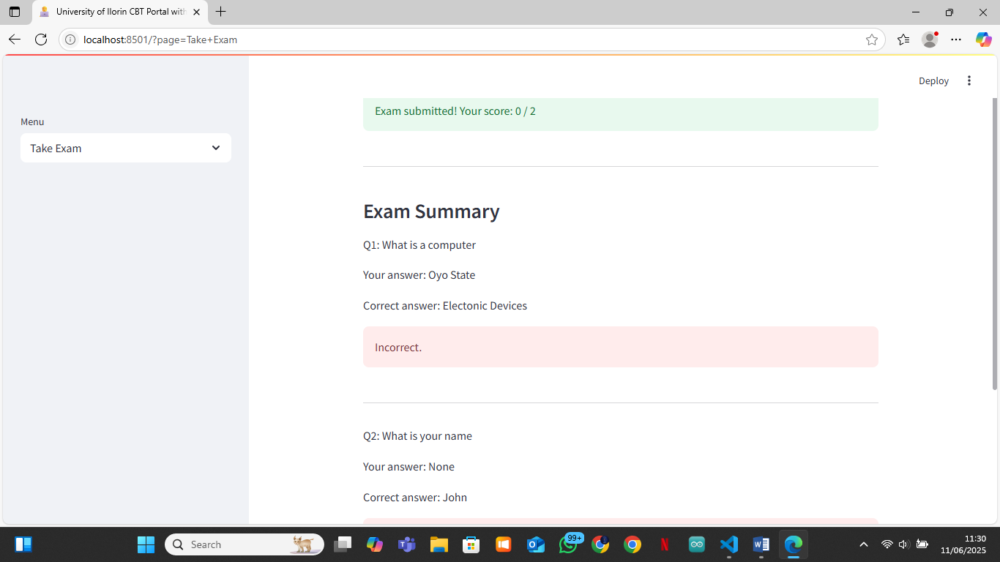 University of Ilorin CBT Portal with
localhost:8501/?page=Take+Exam
Deploy
Menu
Take Exam
Exam submitted! Your score: 0 / 2
Exam Summary
Q1: What is a computer
Your answer: Oyo State
Correct answer: Electonic Devices
Incorrect.
Q2: What is your name
Your answer: None
Correct answer: John
Search
99+
11:30
11/06/2025